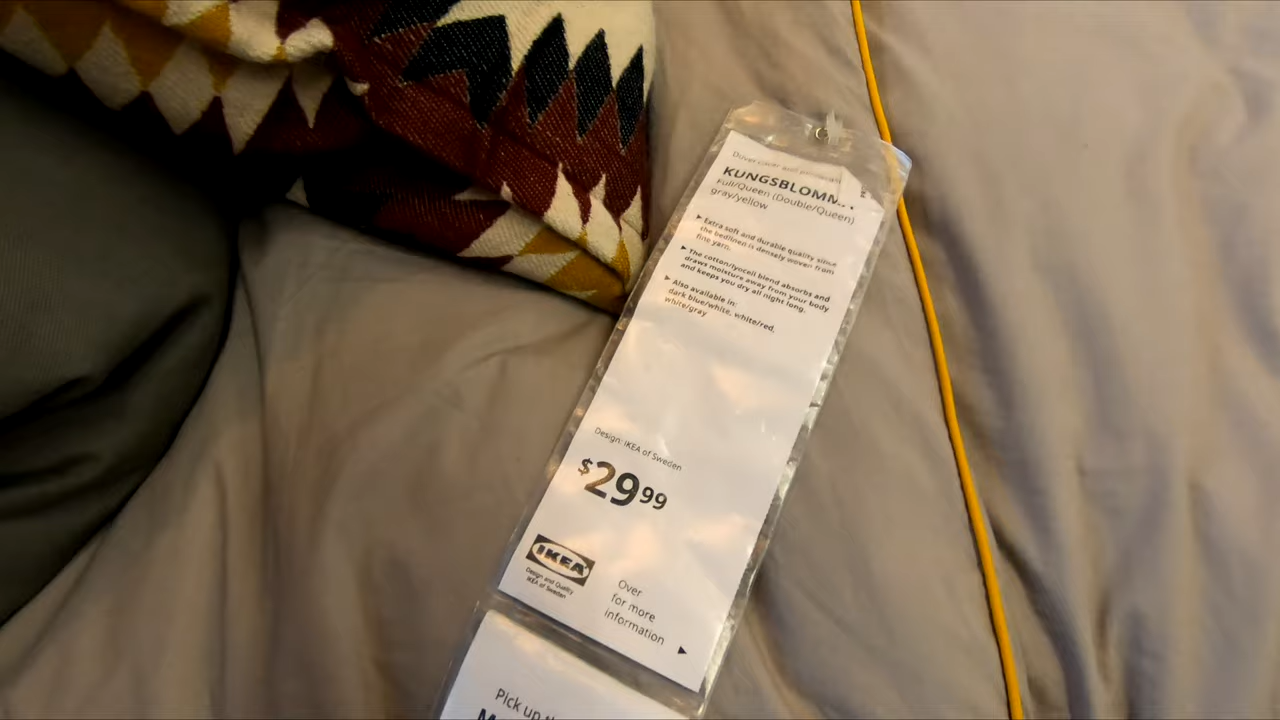 Duvet cover and
KUNGSBLOMM
Full/Queen (Double/Queen)
gray/yellow
▶ Extra soft and durable quality since
the bedlinen is densely woven from
fine yarn.
▶ The cotton/lyocell blend absorbs and
draws moisture away from your body
and keeps you dry all night long.
▶ Also available in:
dark blue/white, white/red,
white/gray
Design: IKEA of Sweden
$29.99
IKEA
Design and Quality
IKEA of Sweden
Over
for more
information ▶
Pick up